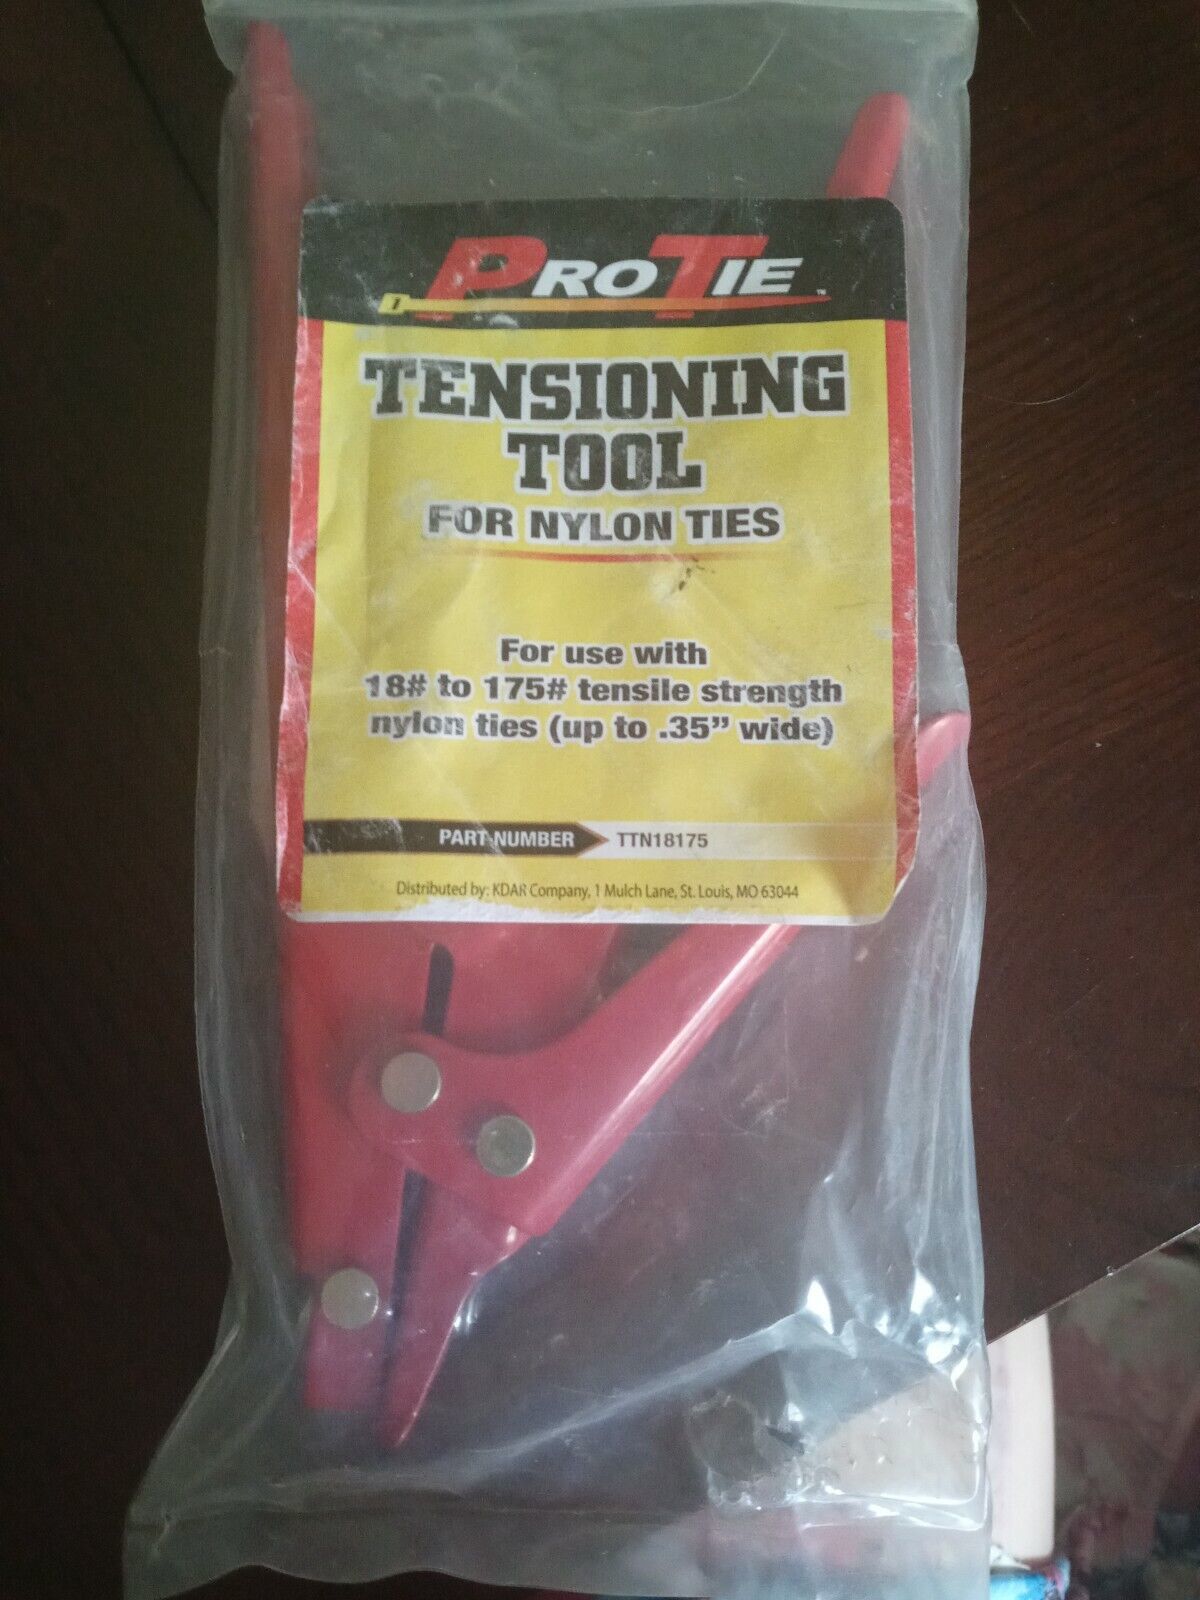 PROTIE™
TENSIONING
TOOL
FOR NYLON TIES
For use with
18# to 175# tensile strength
nylon ties (up to .35” wide)
PART NUMBER TTN18175
Distributed by: KDAR Company, 1 Mulch Lane, St. Louis, MO 63044